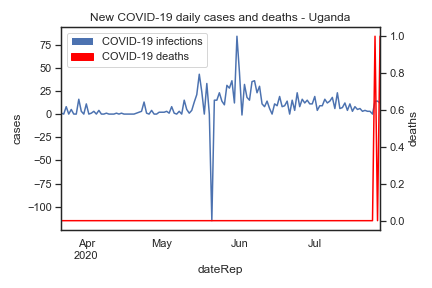 New COVID-19 daily cases and deaths - Uganda
COVID-19 infections
COVID-19 deaths
75
50
25
0
−25
−50
−75
−100
cases
1.0
0.8
0.6
0.4
0.2
0.0
deaths
Apr
2020
May
Jun
Jul
dateRep